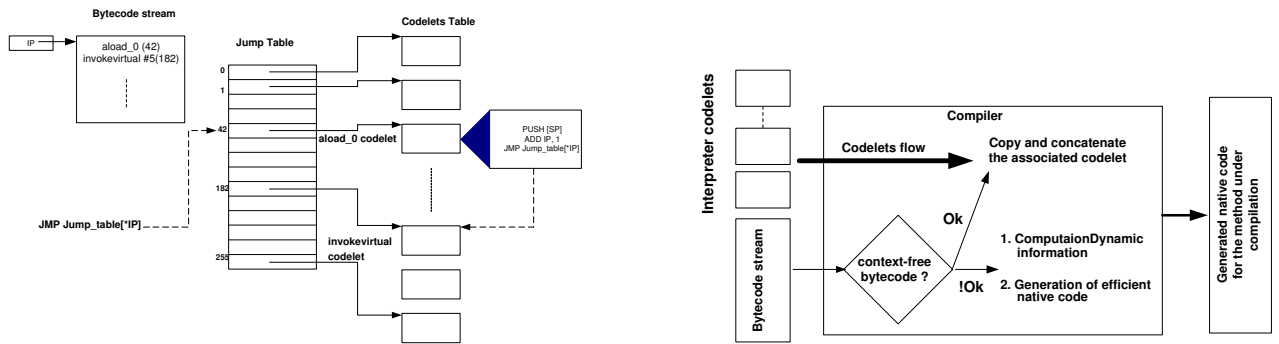 Bytecode stream
IP
aload_0 (42)
invokevirtual #5(182)
Jump Table
0
1
42
182
255
JMP Jump_table[*IP]
Codelets Table
aload_0 codelet
invokevirtual
codelet
PUSH [SP]
ADD IP, 1
JMP Jump_table[*IP]
Interpreter codelets
Bytecode stream
Compiler
Codelets flow
Copy and concatenate
the associated codelet
context-free
bytecode ?
Ok
!Ok
1. ComputaionDynamic
information
2. Generation of efficient
native code
Generated native code
for the method under
compilation